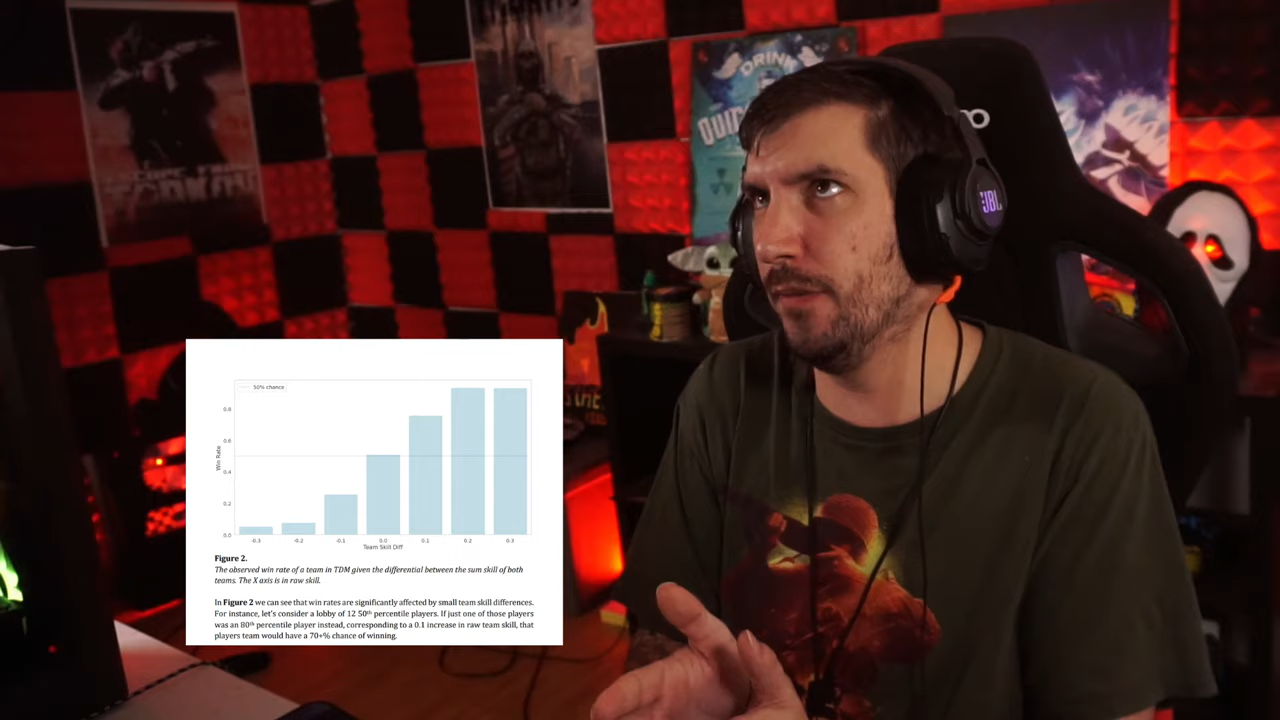 DRINK
JBL
50% chance
0.8
0.6
0.4
0.2
0.0
Win Rate
-0.3 -0.2 -0.1 0.0 0.1 0.2 0.3
Team Skill Diff
Figure 2.
The observed win rate of a team in TDM given the differential between the sum skill of both
teams. The X axis is in raw skill.
In Figure 2 we can see that win rates are significantly affected by small team skill differences.
For instance, let's consider a lobby of 12 50th percentile players. If just one of those players
was an 80th percentile player instead, corresponding to a 0.1 increase in raw team skill, that
players team would have a 70+% chance of winning.